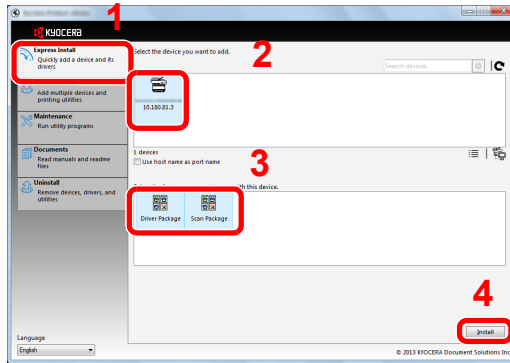 1
KYOCERA
Express Install
Quickly add a device and its
drivers
Add multiple devices and
printing utilities
Maintenance
Run utility programs
Documents
Read manuals and readme
files
Uninstall
Remove devices, drivers, and
utilities
Language
English
Select the device you want to add.
2
Search devices
10.180.81.3
1 devices
Use host name as port name
3
with this device.
Driver Package
Scan Package
4
Install
© 2013 KYOCERA Document Solutions Inc.